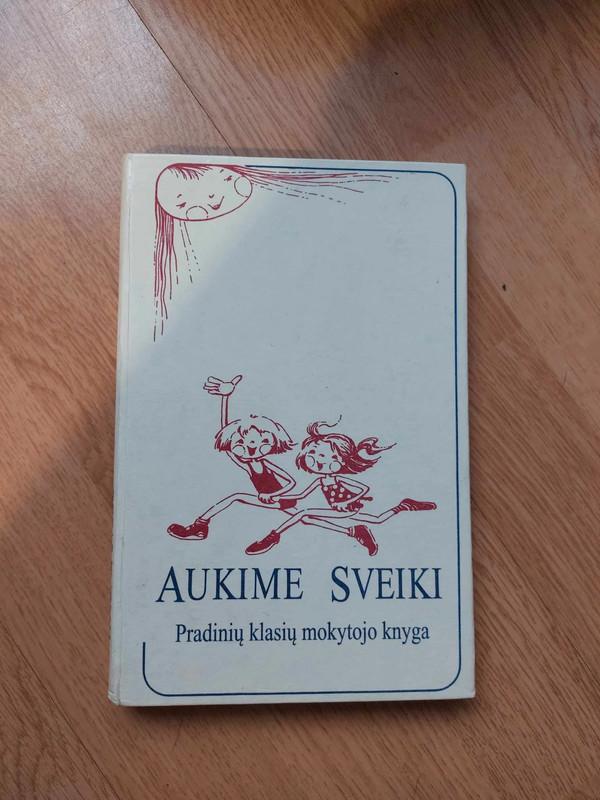 AUKIME SVEIKI
Pradinių klasių mokytojo knyga